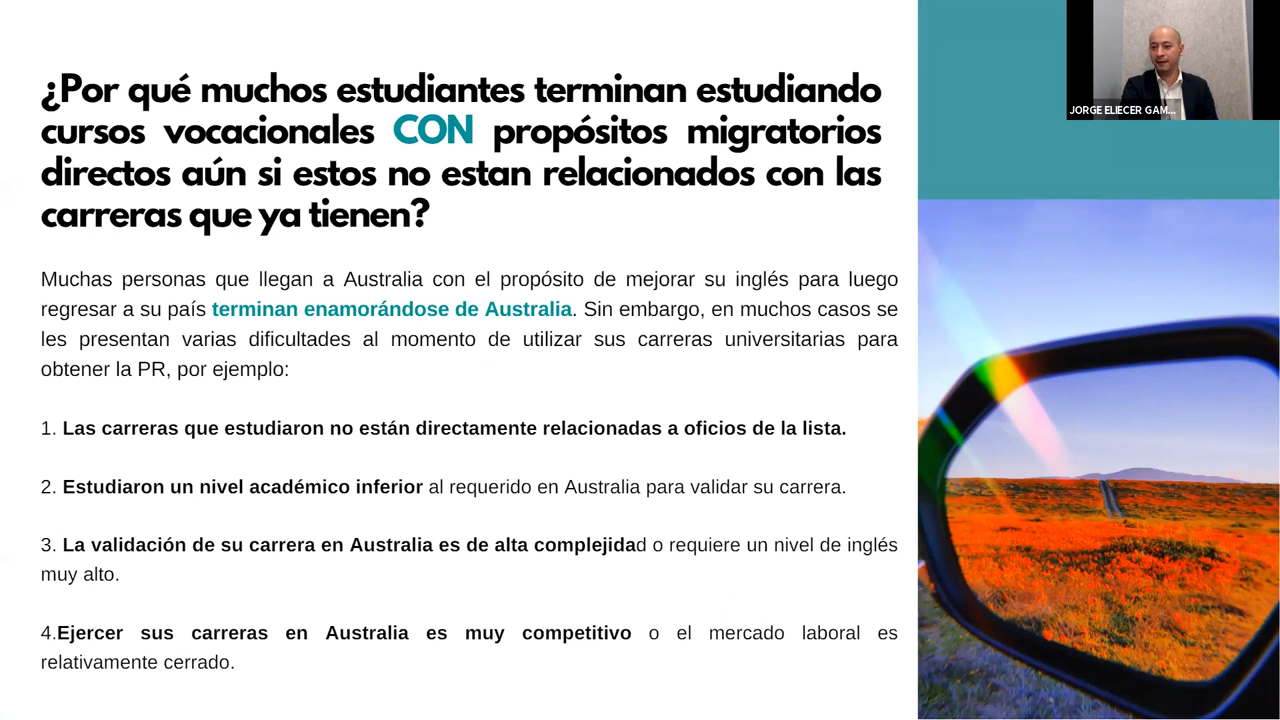 ¿Por qué muchos estudiantes terminan estudiando
cursos vocacionales CON propósitos migratorios
directos aún si estos no estan relacionados con las
carreras que ya tienen?
Muchas personas que llegan a Australia con el propósito de mejorar su inglés para luego
regresar a su país terminan enamorándose de Australia. Sin embargo, en muchos casos se
les presentan varias dificultades al momento de utilizar sus carreras universitarias para
obtener la PR, por ejemplo:
1. Las carreras que estudiaron no están directamente relacionadas a oficios de la lista.
2. Estudiaron un nivel académico inferior al requerido en Australia para validar su carrera.
3. La validación de su carrera en Australia es de alta complejidad o requiere un nivel de inglés
muy alto.
4.Ejercer sus carreras en Australia es muy competitivo o el mercado laboral es
relativamente cerrado.
JORGE ELIECER GAM...